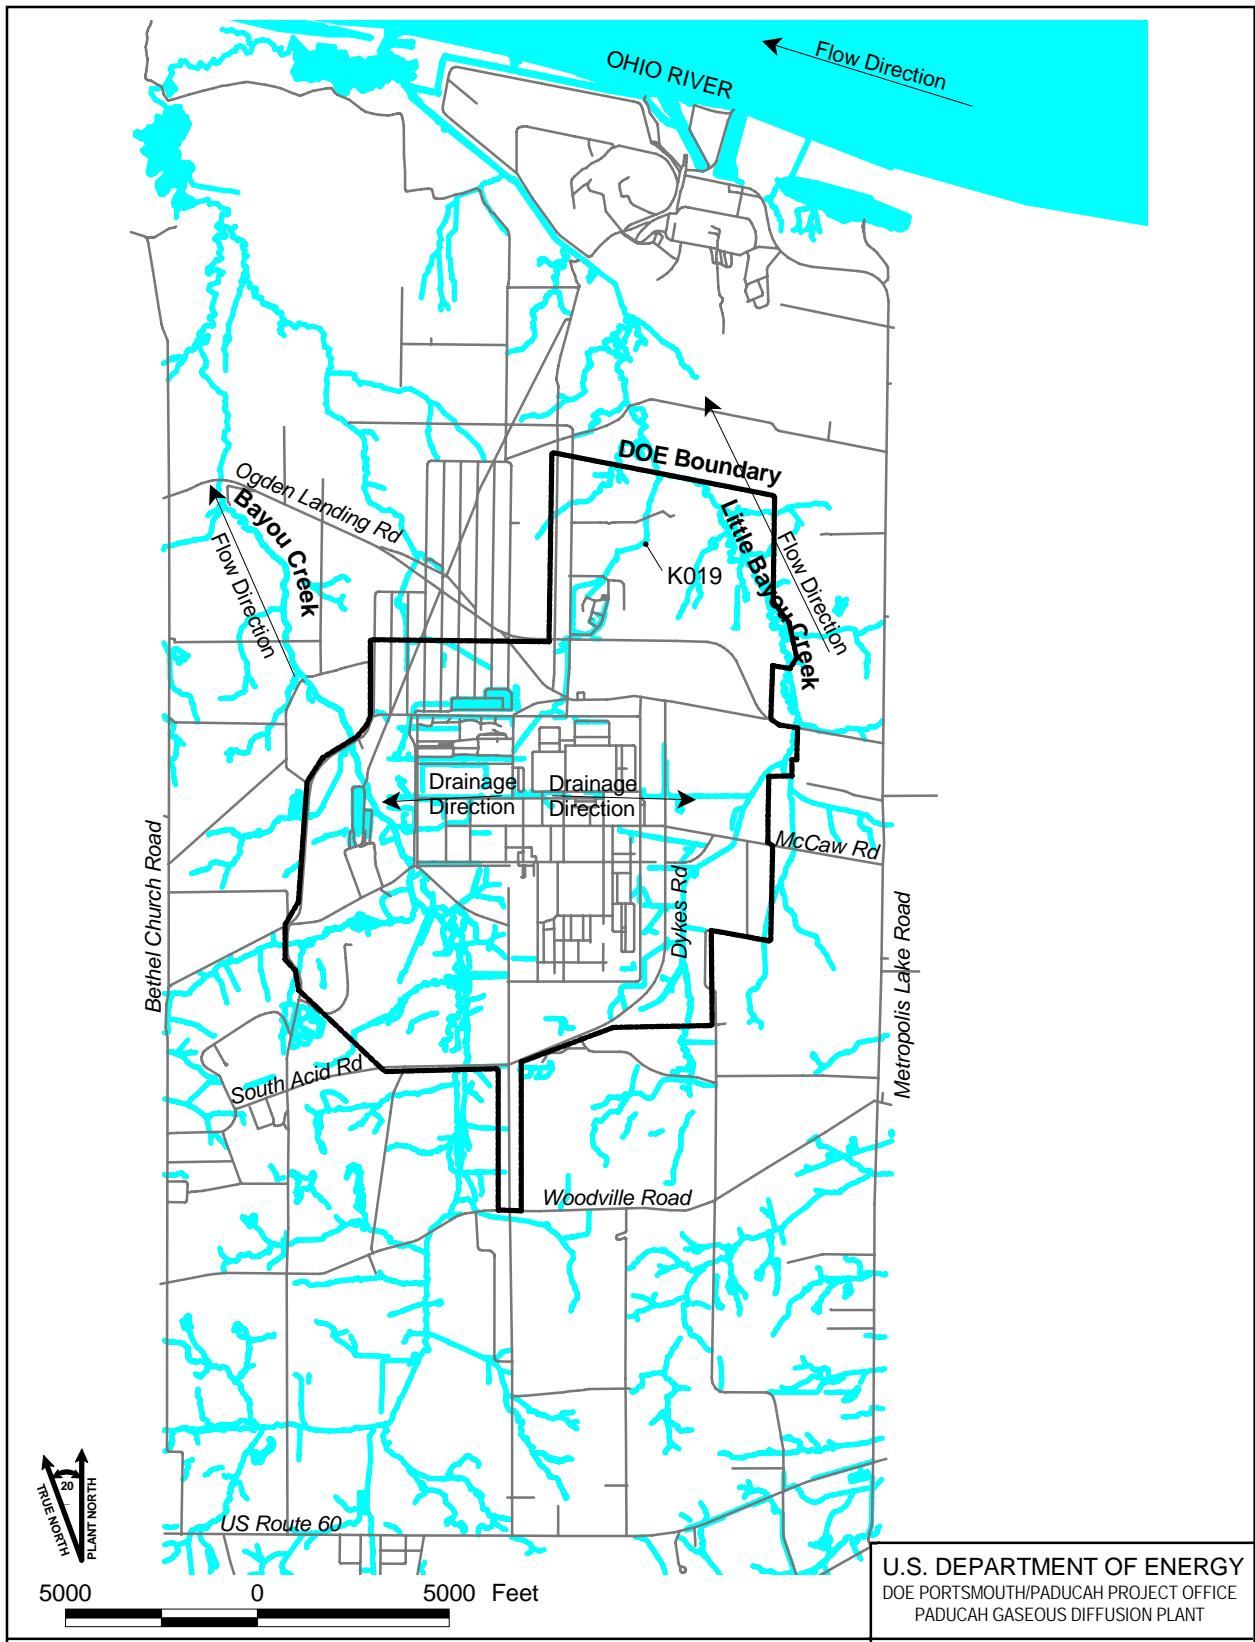 Flow Direction
OHIO RIVER
DOE Boundary
Ogden Landing Rd
Bayou Creek
Flow Direction
Little Bayou Creek
Flow Direction
K019
Drainage
Direction
Drainage
Direction
McCaw Rd
Bethel Church Road
Dykes Rd
Metropolis Lake Road
South Acid Rd
Woodville Road
20
TRUE NORTH
PLANT NORTH
US Route 60
5000 0 5000 Feet
U.S. DEPARTMENT OF ENERGY
DOE PORTSMOUTH/PADUCAH PROJECT OFFICE
PADUCAH GASEOUS DIFFUSION PLANT